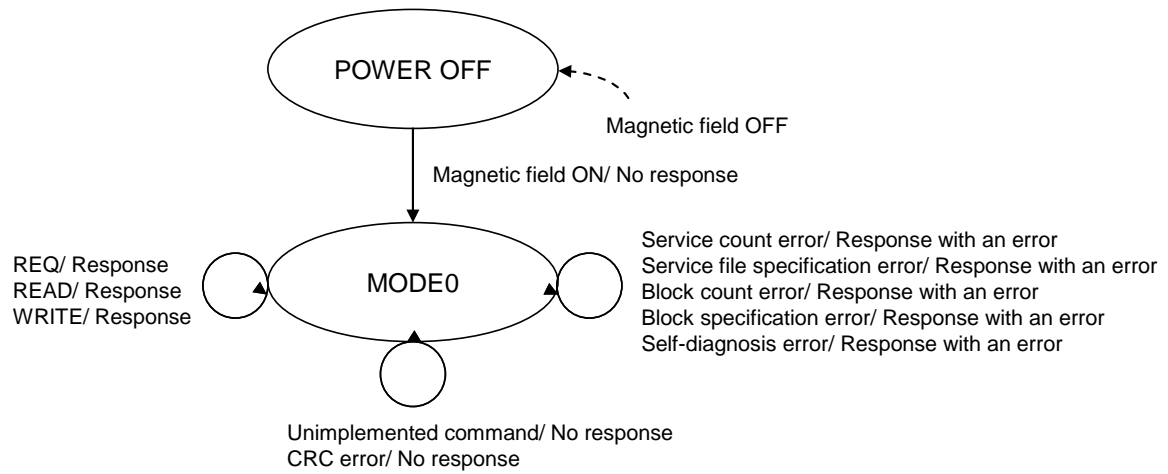 POWER OFF
Magnetic field OFF
Magnetic field ON/ No response
REQ/ Response
READ/ Response
WRITE/ Response
MODE0
Service count error/ Response with an error
Service file specification error/ Response with an error
Block count error/ Response with an error
Block specification error/ Response with an error
Self-diagnosis error/ Response with an error
Unimplemented command/ No response
CRC error/ No response